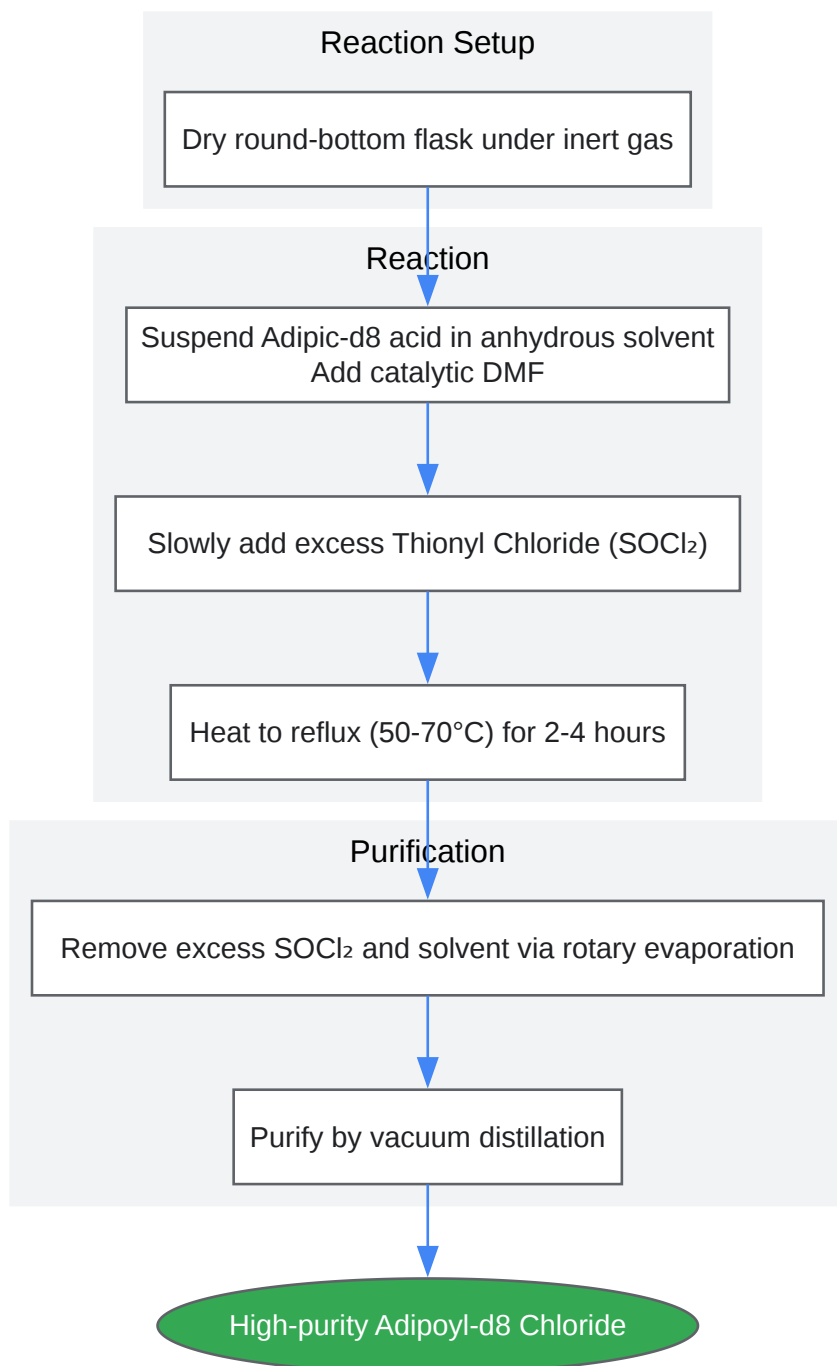 Reaction Setup
Dry round-bottom flask under inert gas
Reaction
Suspend Adipic-d8 acid in anhydrous solvent
Add catalytic DMF
Slowly add excess Thionyl Chloride (SOCl₂)
Heat to reflux (50-70°C) for 2-4 hours
Purification
Remove excess SOCl₂ and solvent via rotary evaporation
Purify by vacuum distillation
High-purity Adipoyl-d8 Chloride